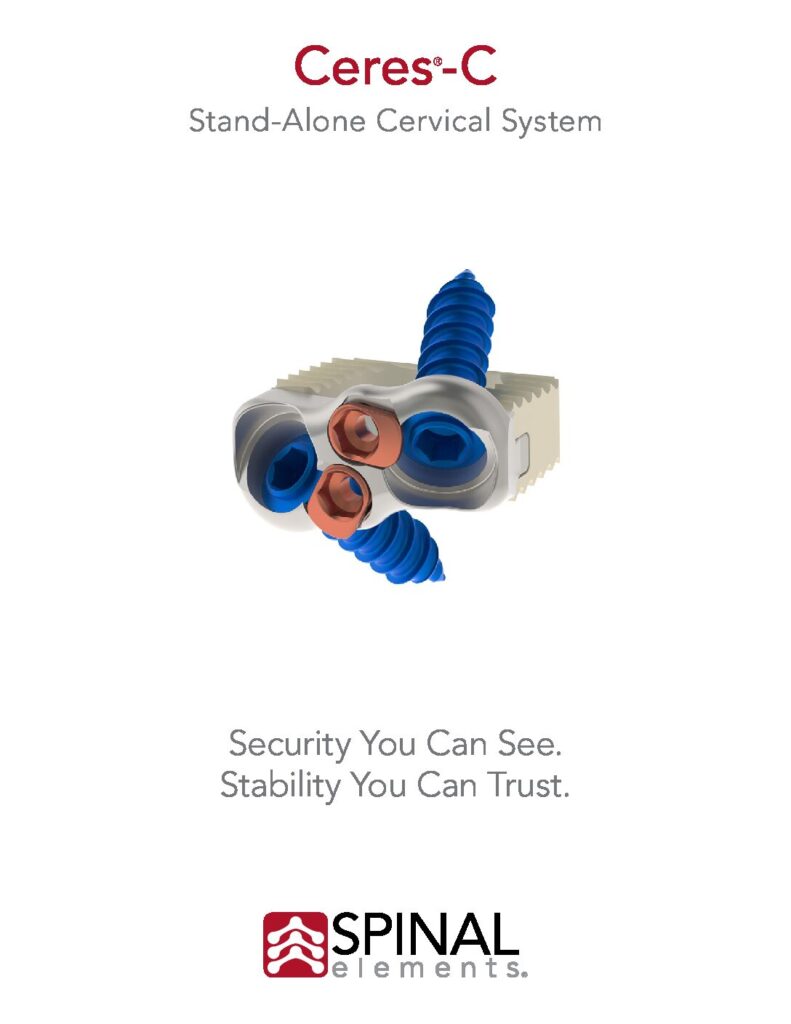 Ceres®-C
Stand-Alone Cervical System
Security You Can See.
Stability You Can Trust.
SPINAL
elements®